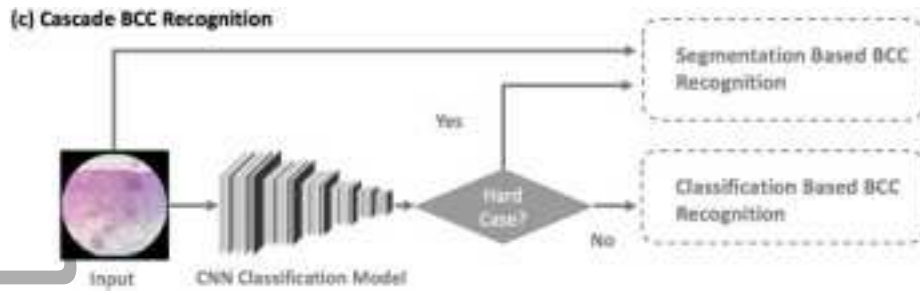 (c) Cascade BCC Recognition
Segmentation Based BCC
Recognition
Yes
Hard
Case?
Classification Based BCC
Recognition
No
Input
CNN Classification Model